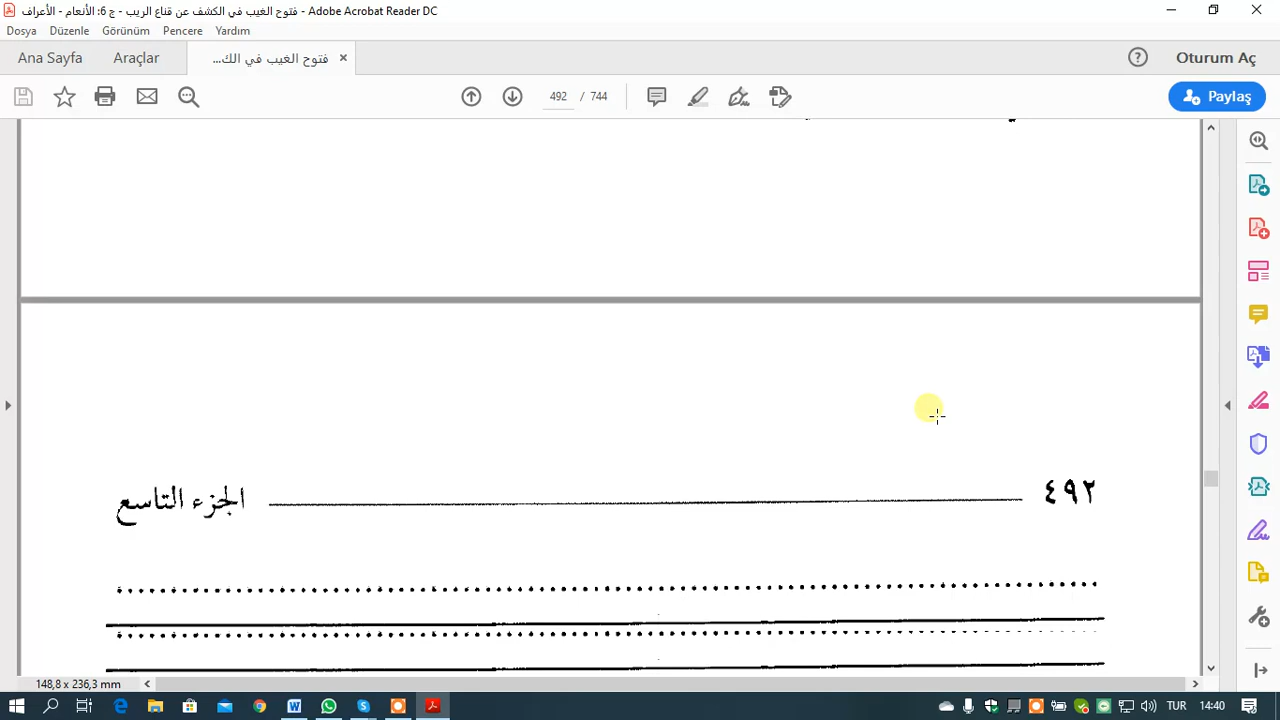 فتوح الغيب في الكشف عن قناع الريب - ج 6: الأنعام - الأعراف - Adobe Acrobat Reader DC
Dosya Düzenle Görünüm Pencere Yardım
Ana Sayfa Araçlar فتوح الغيب في الك... ×
Oturum Aç
492 / 744
Paylaş
٤٩٢ الجزء التاسع
148,8 x 236,3 mm
TUR 14:40